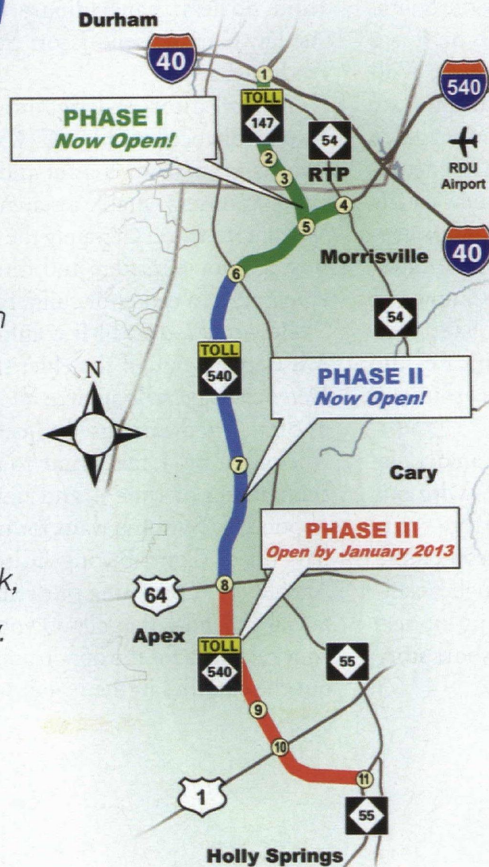 Durham
40
1
540
PHASE I
Now Open!
TOLL
147
54
RTP
RDU
Airport
2
3
4
5
40
Morrisville
6
54
TOLL
540
N
PHASE II
Now Open!
7
Cary
PHASE III
Open by January 2013
k,
8
64
Apex
TOLL
540
55
9
10
11
1
55
Holly Springs